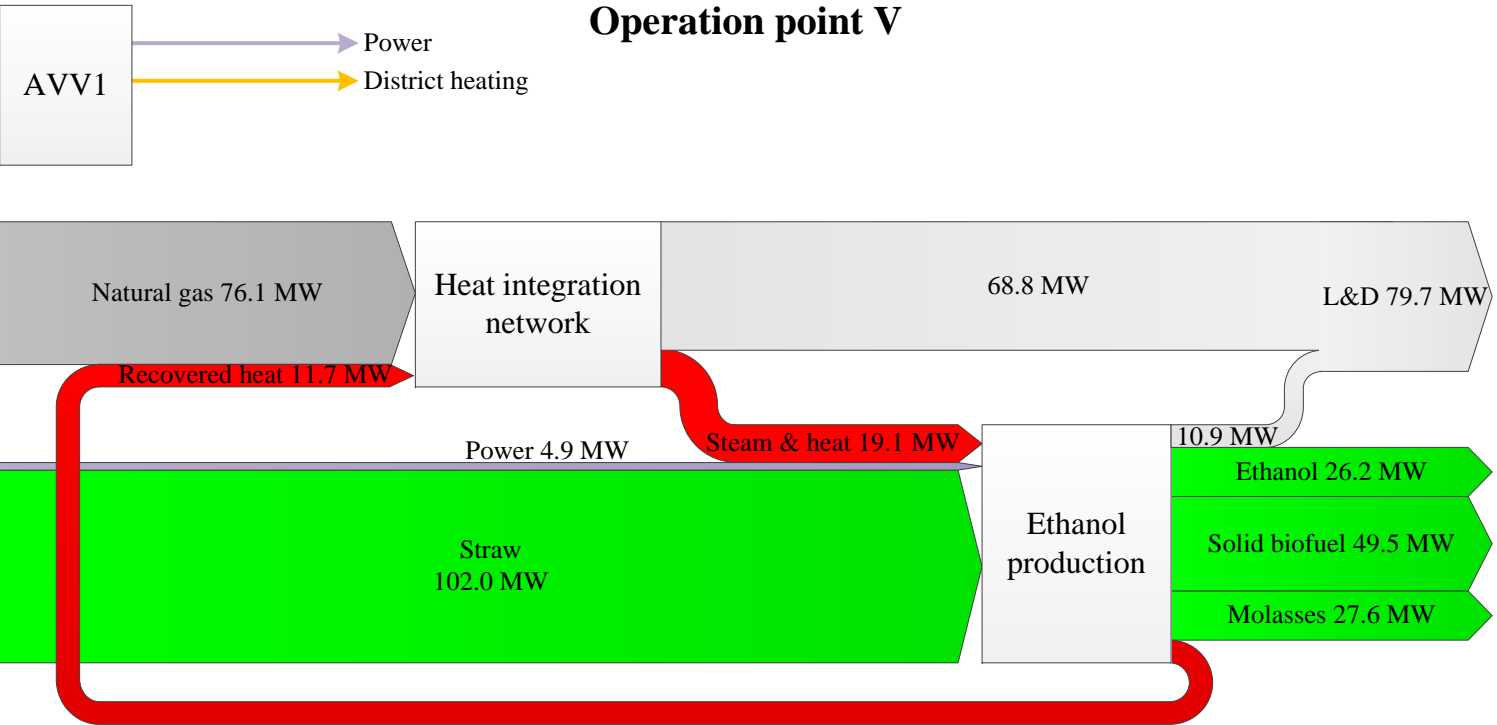 Operation point V
Power
AVV1
District heating
Natural gas 76.1 MW
Heat integration
network
68.8 MW
L&D 79.7 MW
Recovered heat 11.7 MW
Steam & heat 19.1 MW
Power 4.9 MW
10.9 MW
Ethanol 26.2 MW
Straw
102.0 MW
Ethanol
production
Solid biofuel 49.5 MW
Molasses 27.6 MW